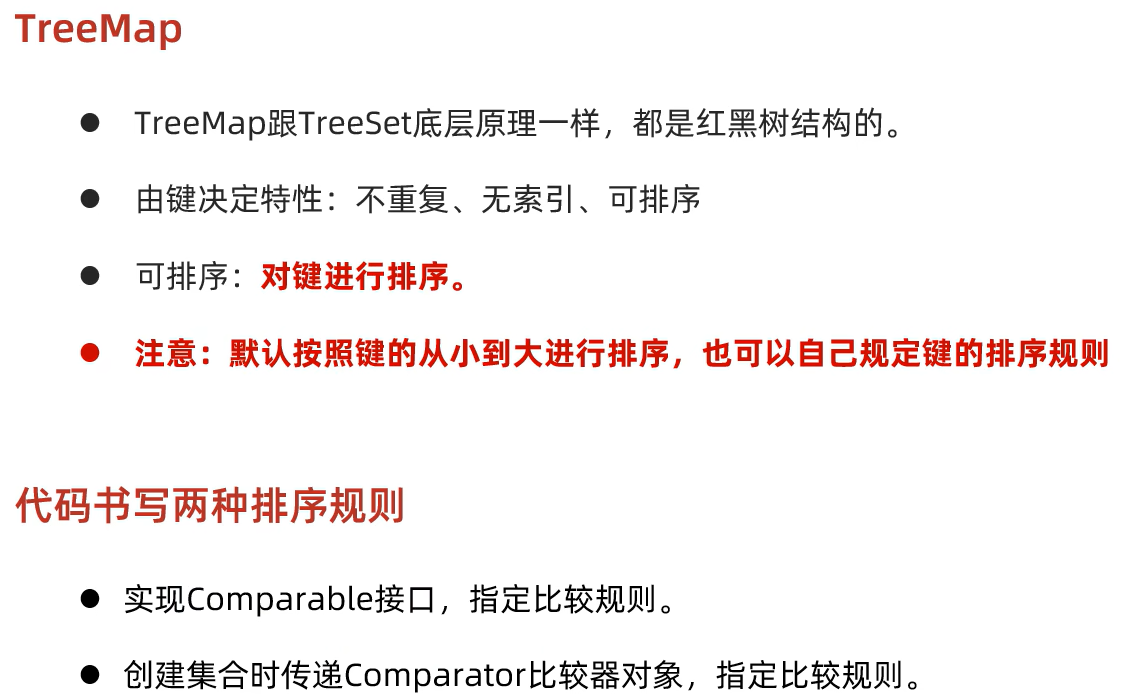 TreeMap
● TreeMap跟TreeSet底层原理一样，都是红黑树结构的。
● 由键决定特性：不重复、无索引、可排序
● 可排序：对键进行排序。
● 注意：默认按照键的从小到大进行排序，也可以自己规定键的排序规则
代码书写两种排序规则
● 实现Comparable接口，指定比较规则。
● 创建集合时传递Comparator比较器对象，指定比较规则。